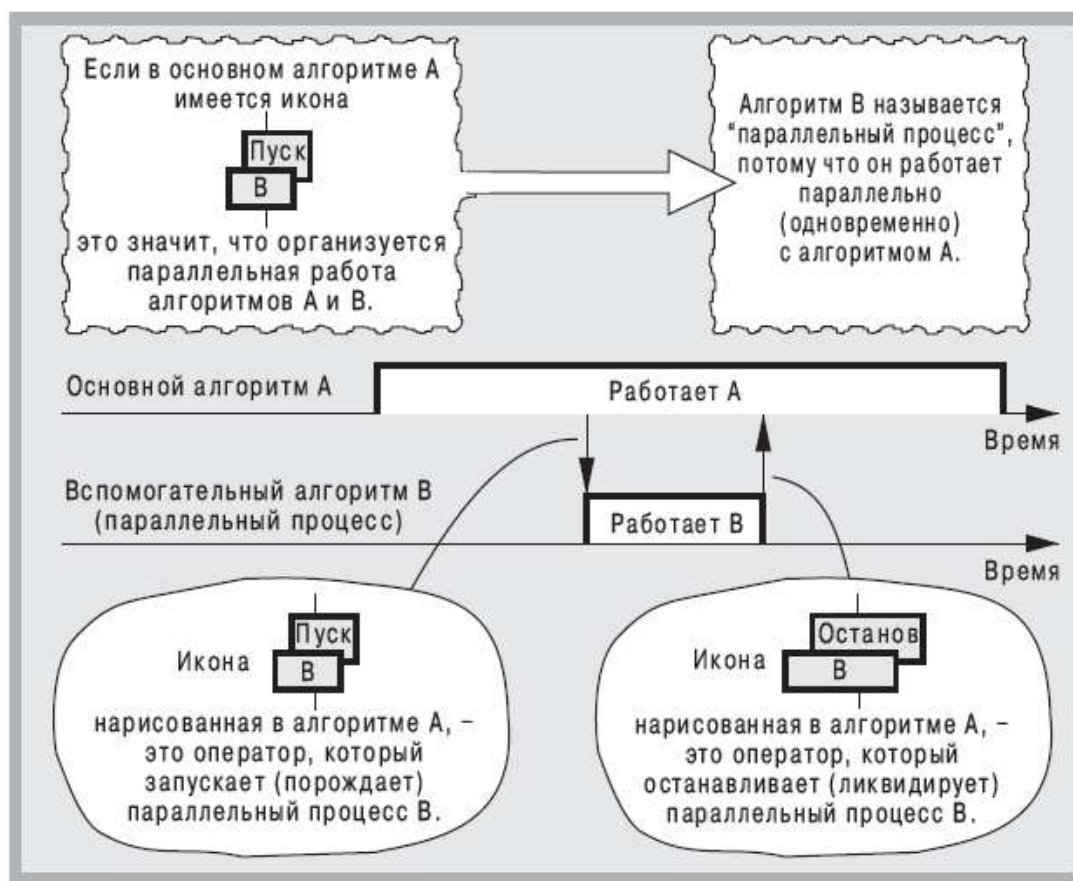 Если в основном алгоритме А
имеется икона
Пуск
В
это значит, что организуется
параллельная работа
алгоритмов А и В.
Алгоритм В называется
"параллельный процесс",
потому что он работает
параллельно
(одновременно)
с алгоритмом А.
Основной алгоритм А
Работает А
Время
Вспомогательный алгоритм В
(параллельный процесс)
Работает В
Время
Пуск
Икона
В
нарисованная в алгоритме А, –
это оператор, который
запускает (порождает)
параллельный процесс В.
Останов
Икона
В
нарисованная в алгоритме А, –
это оператор, который
останавливает (ликвидирует)
параллельный процесс В.